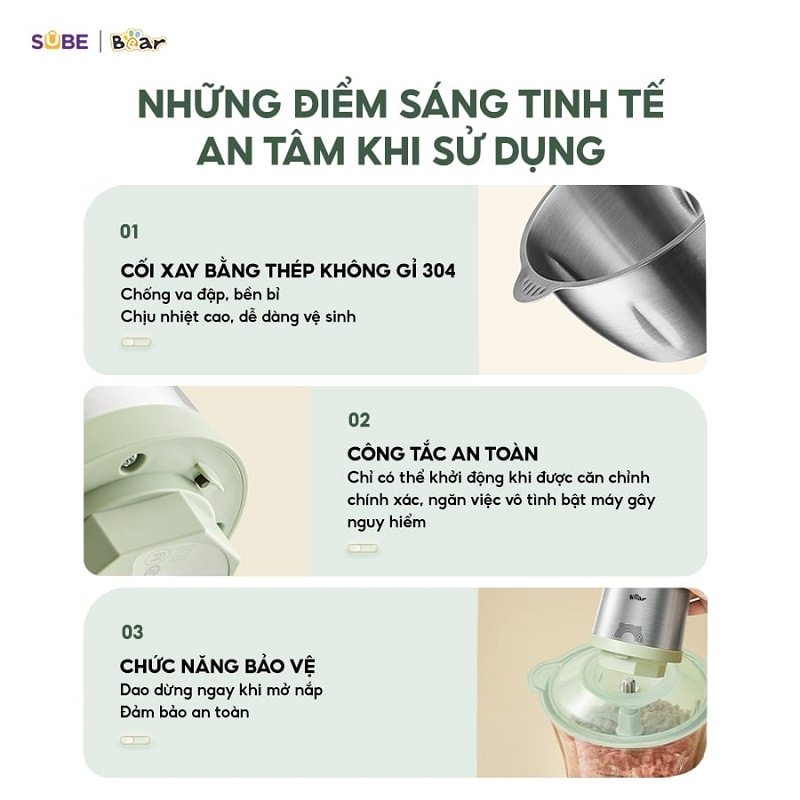 SUBE | Bear
NHỮNG ĐIỂM SÁNG TINH TẾ
AN TÂM KHI SỬ DỤNG
01
CỐI XAY BẰNG THÉP KHÔNG GỈ 304
Chống va đập, bền bỉ
Chịu nhiệt cao, dễ dàng vệ sinh
02
CÔNG TẮC AN TOÀN
Chỉ có thể khởi động khi được căn chỉnh
chính xác, ngăn việc vô tình bật máy gây
nguy hiểm
03
CHỨC NĂNG BẢO VỆ
Dao dừng ngay khi mở nắp
Đảm bảo an toàn
Bear